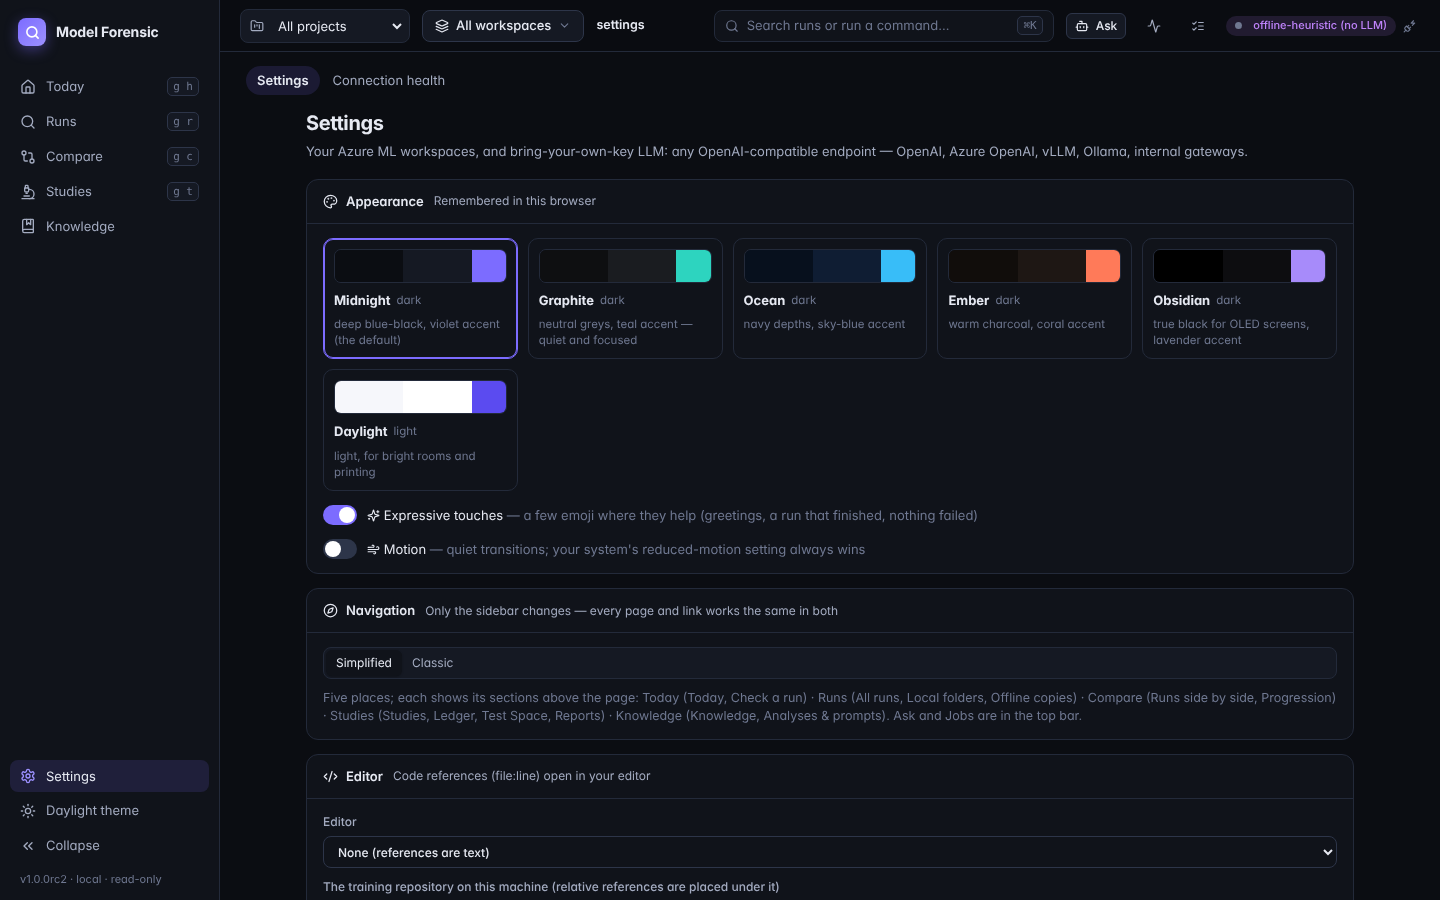 Model Forensic
Today
g h
Runs
g r
Compare
g c
Studies
g t
Knowledge
Settings
Daylight theme
Collapse
v1.0.0rc2 · local · read-only
All projects
All workspaces
settings
Search runs or run a command...
⌘K
Ask
offline-heuristic (no LLM)
Settings
Connection health
Settings
Your Azure ML workspaces, and bring-your-own-key LLM: any OpenAI-compatible endpoint — OpenAI, Azure OpenAI, vLLM, Ollama, internal gateways.
Appearance Remembered in this browser
Midnight dark
deep blue-black, violet accent
(the default)
Graphite dark
neutral greys, teal accent —
quiet and focused
Ocean dark
navy depths, sky-blue accent
Ember dark
warm charcoal, coral accent
Obsidian dark
true black for OLED screens,
lavender accent
Daylight light
light, for bright rooms and
printing
Expressive touches — a few emoji where they help (greetings, a run that finished, nothing failed)
Motion — quiet transitions; your system's reduced-motion setting always wins
Navigation Only the sidebar changes — every page and link works the same in both
Simplified
Classic
Five places; each shows its sections above the page: Today (Today, Check a run) · Runs (All runs, Local folders, Offline copies) · Compare (Runs side by side, Progression)
· Studies (Studies, Ledger, Test Space, Reports) · Knowledge (Knowledge, Analyses & prompts). Ask and Jobs are in the top bar.
Editor Code references (file:line) open in your editor
Editor
None (references are text)
The training repository on this machine (relative references are placed under it)